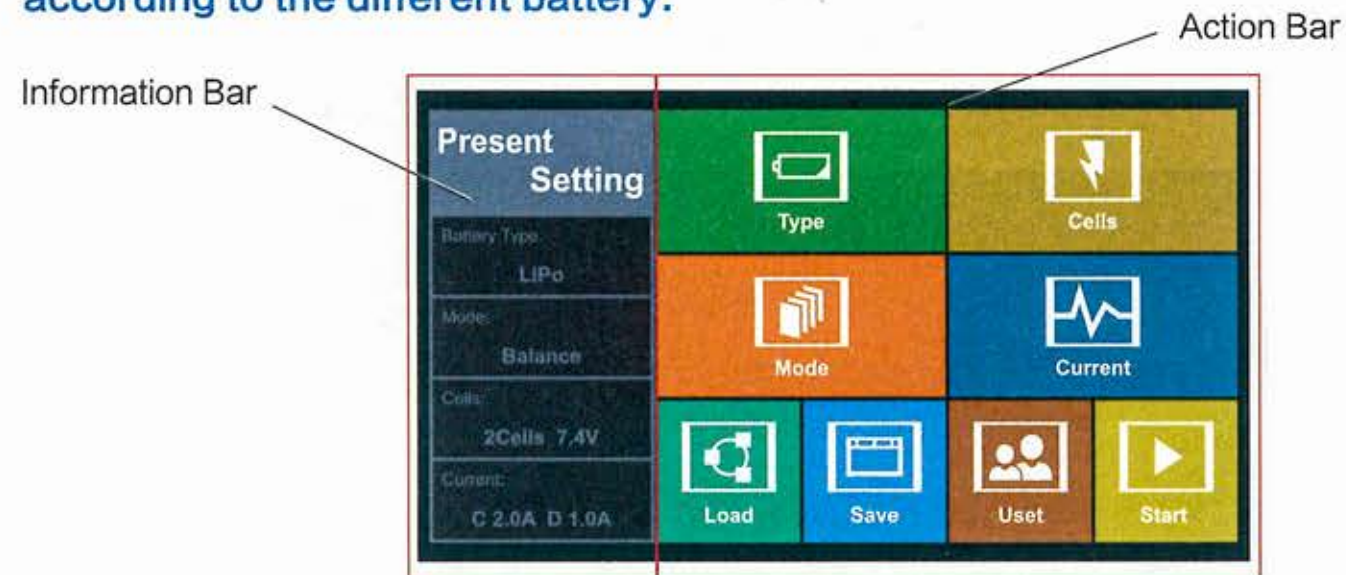 according to the different battery.
Action Bar
Information Bar
Present
Setting
Battery Type:
LiPo
Mode:
Balance
Cells:
2Cells 7.4V
Current:
C 2.0A D 1.0A
Type
Cells
Mode
Current
Load
Save
Uset
Start